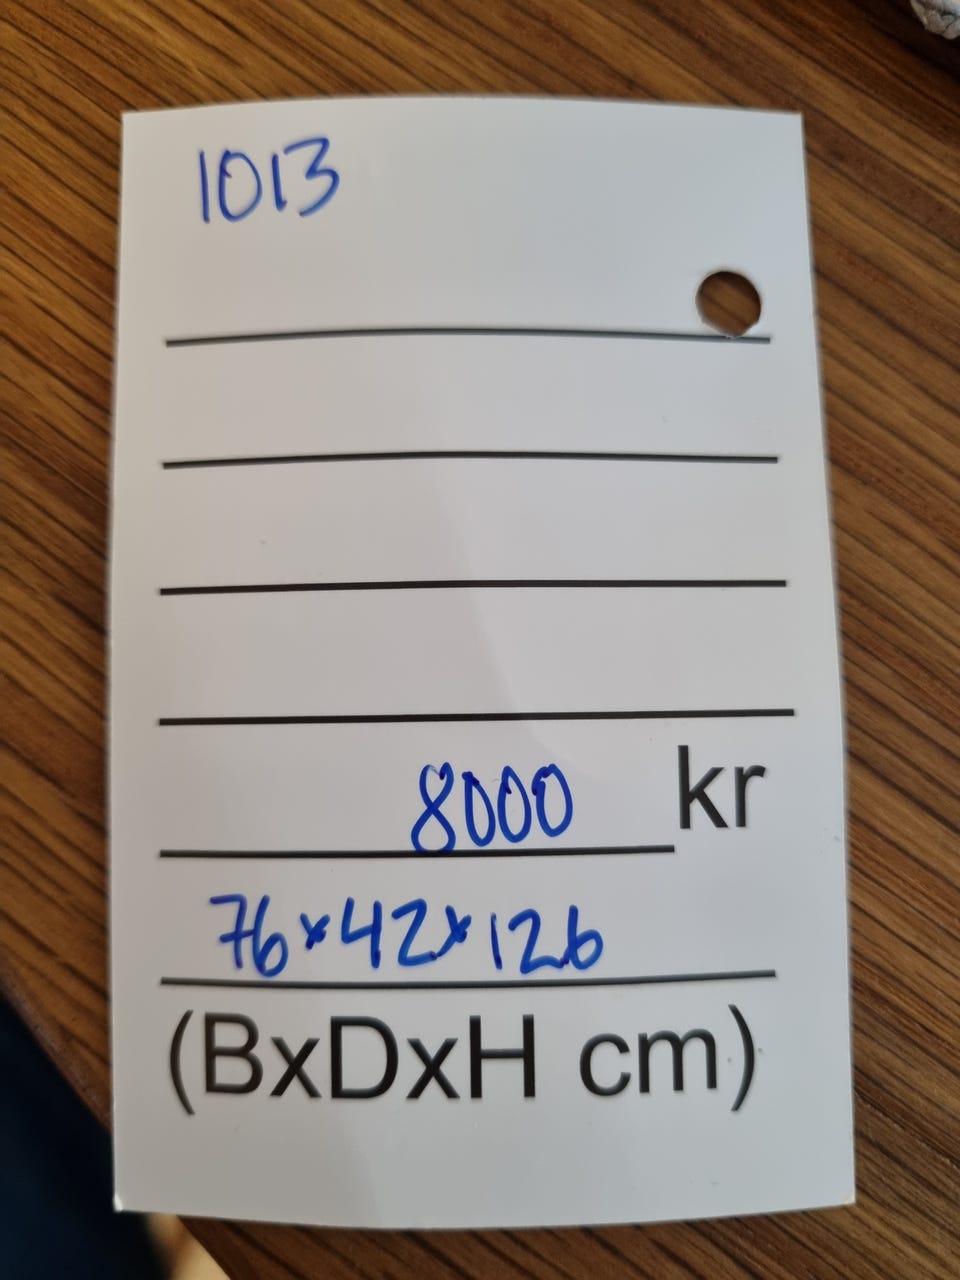 1013
8000 kr
76x42x126
(BxDxH cm)